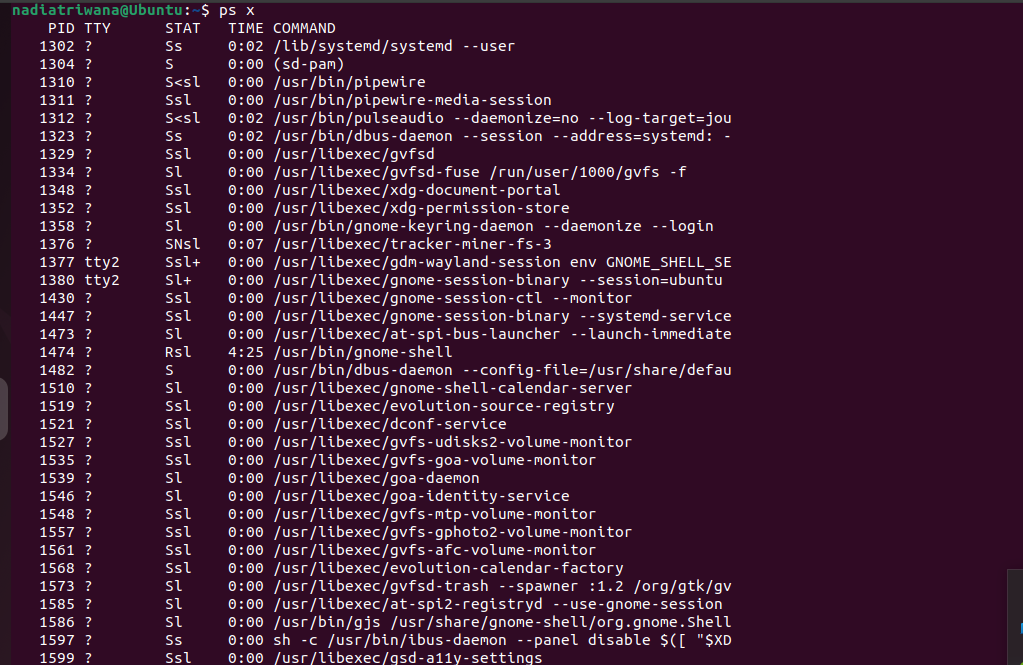 nadiatriwana@Ubuntu:~$ ps x
    PID TTY      STAT   TIME COMMAND
   1302 ?        Ss     0:02 /lib/systemd/systemd --user
   1304 ?        S      0:00 (sd-pam)
   1310 ?        S<sl   0:00 /usr/bin/pipewire
   1311 ?        Ssl    0:00 /usr/bin/pipewire-media-session
   1312 ?        S<sl   0:02 /usr/bin/pulseaudio --daemonize=no --log-target=jou
   1323 ?        Ss     0:02 /usr/bin/dbus-daemon --session --address=systemd: -
   1329 ?        Ssl    0:00 /usr/libexec/gvfsd
   1334 ?        Sl     0:00 /usr/libexec/gvfsd-fuse /run/user/1000/gvfs -f
   1348 ?        Ssl    0:00 /usr/libexec/xdg-document-portal
   1352 ?        Ssl    0:00 /usr/libexec/xdg-permission-store
   1358 ?        Sl     0:00 /usr/bin/gnome-keyring-daemon --daemonize --login
   1376 ?        SNsl   0:07 /usr/libexec/tracker-miner-fs-3
   1377 tty2     Ssl+   0:00 /usr/libexec/gdm-wayland-session env GNOME_SHELL_SE
   1380 tty2     Sl+    0:00 /usr/libexec/gnome-session-binary --session=ubuntu
   1430 ?        Ssl    0:00 /usr/libexec/gnome-session-ctl --monitor
   1447 ?        Ssl    0:00 /usr/libexec/gnome-session-binary --systemd-service
   1473 ?        Sl     0:00 /usr/libexec/at-spi-bus-launcher --launch-immediate
   1474 ?        Rsl    4:25 /usr/bin/gnome-shell
   1482 ?        S      0:00 /usr/bin/dbus-daemon --config-file=/usr/share/defau
   1510 ?        Sl     0:00 /usr/libexec/gnome-shell-calendar-server
   1519 ?        Ssl    0:00 /usr/libexec/evolution-source-registry
   1521 ?        Ssl    0:00 /usr/libexec/dconf-service
   1527 ?        Ssl    0:00 /usr/libexec/gvfs-udisks2-volume-monitor
   1535 ?        Ssl    0:00 /usr/libexec/gvfs-goa-volume-monitor
   1539 ?        Sl     0:00 /usr/libexec/goa-daemon
   1546 ?        Sl     0:00 /usr/libexec/goa-identity-service
   1548 ?        Ssl    0:00 /usr/libexec/gvfs-mtp-volume-monitor
   1557 ?        Ssl    0:00 /usr/libexec/gvfs-gphoto2-volume-monitor
   1561 ?        Ssl    0:00 /usr/libexec/gvfs-afc-volume-monitor
   1568 ?        Ssl    0:00 /usr/libexec/evolution-calendar-factory
   1573 ?        Sl     0:00 /usr/libexec/gvfsd-trash --spawner :1.2 /org/gtk/gv
   1585 ?        Sl     0:00 /usr/libexec/at-spi2-registryd --use-gnome-session
   1586 ?        Sl     0:00 /usr/bin/gjs /usr/share/gnome-shell/org.gnome.Shell
   1597 ?        Ss     0:00 sh -c /usr/bin/ibus-daemon --panel disable $([ "$XD
   1599 ?        Ssl    0:00 /usr/libexec/gsd-a11y-settings